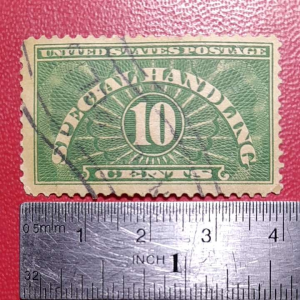 UNITED STATES POSTAGE
SPECIAL HANDLING
10
CENTS
0.5mm 1 2 3 4
32 INCH 1